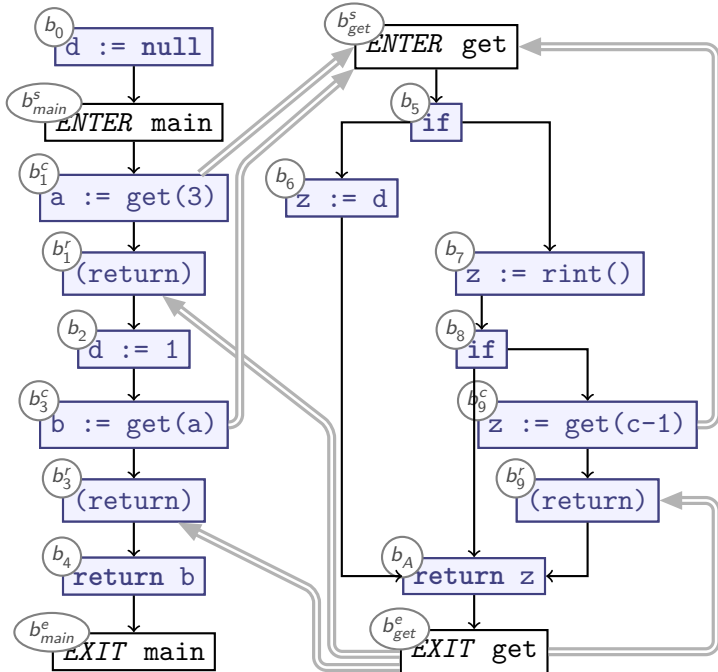 b0
d := null
b^s_main
ENTER main
b^c_1
a := get(3)
b^r_1
(return)
b2
d := 1
b^c_3
b := get(a)
b^r_3
(return)
b4
return b
b^e_main
EXIT main
b^s_get
ENTER get
b5
if
b6
z := d
b7
z := rint()
b8
if
b^c_9
z := get(c-1)
b^r_9
(return)
b_A
return z
b^e_get
EXIT get